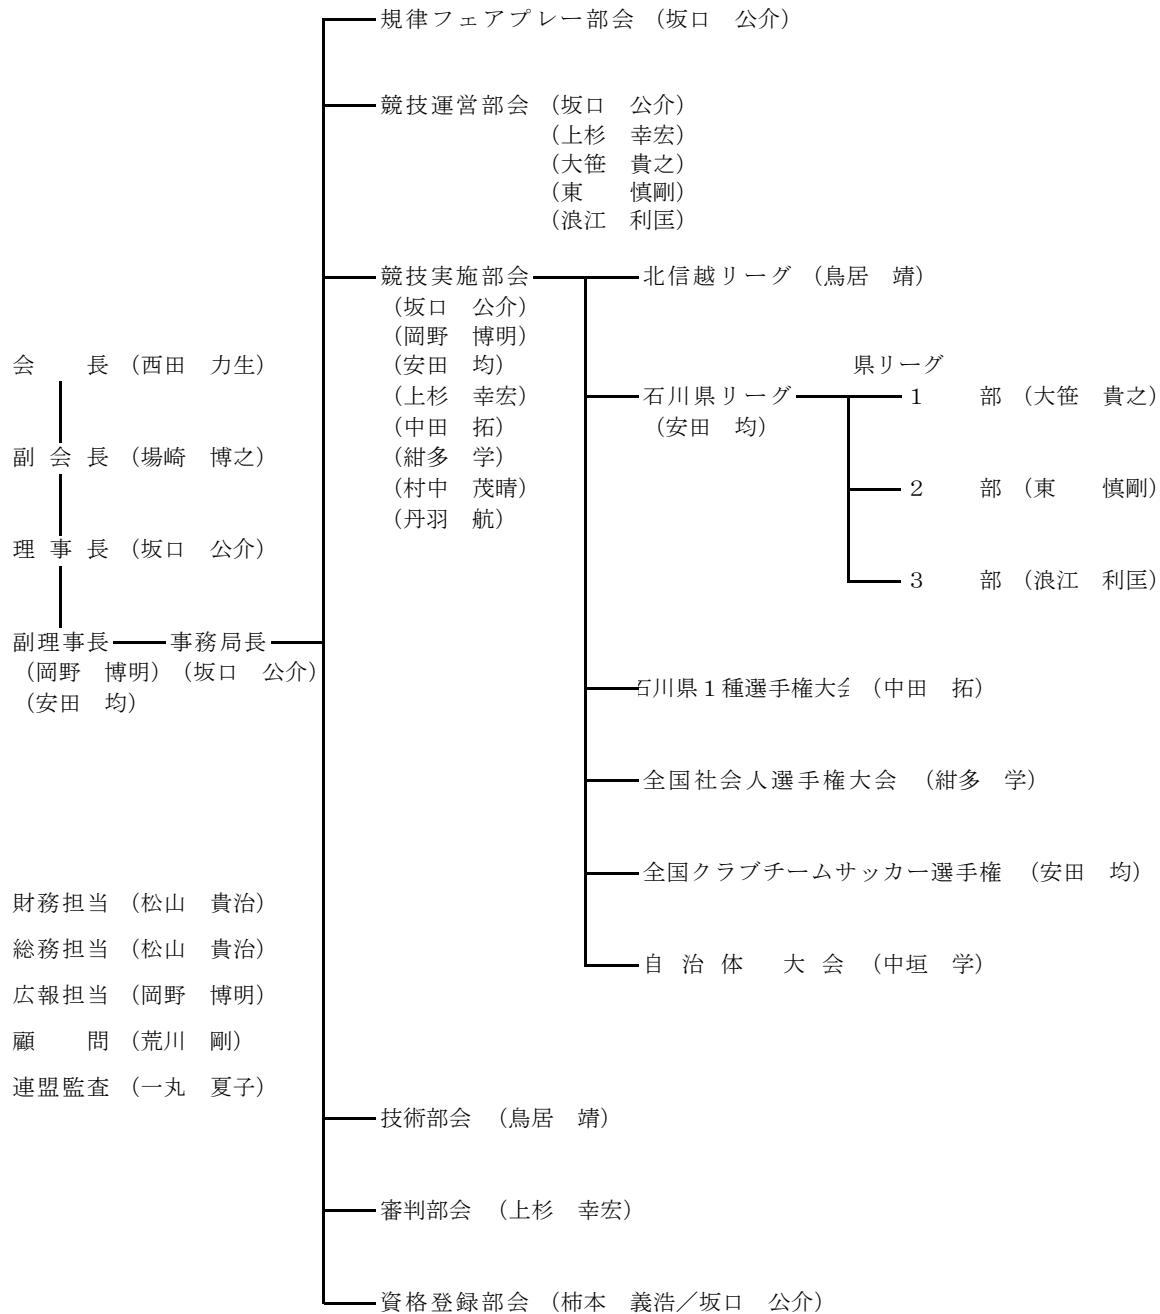 規律フェアプレー部会 （坂口　公介）
競技運営部会 （坂口　公介）
（上杉　幸宏）
（大笹　貴之）
（東　　慎剛）
（浪江　利匡）
競技実施部会
（坂口　公介）
（岡野　博明）
（安田　均）
（上杉　幸宏）
（中田　拓）
（紺多　学）
（村中　茂晴）
（丹羽　航）
北信越リーグ （鳥居　靖）
石川県リーグ
（安田　均）
県リーグ
１　　部 （大笹　貴之）
２　　部 （東　　慎剛）
３　　部 （浪江　利匡）
石川県１種選手権大会 （中田　拓）
全国社会人選手権大会 （紺多　学）
全国クラブチームサッカー選手権 （安田　均）
自 治 体　大 会 （中垣　学）
会　　長 （西田　力生）
副 会 長 （場崎　博之）
理 事 長 （坂口　公介）
副理事長
（岡野　博明）
（安田　均）
事務局長
（坂口　公介）
財務担当 （松山　貴治）
総務担当 （松山　貴治）
広報担当 （岡野　博明）
顧　　問 （荒川　剛）
連盟監査 （一丸　夏子）
技術部会 （鳥居　靖）
審判部会 （上杉　幸宏）
資格登録部会 （柿本　義浩／坂口　公介）